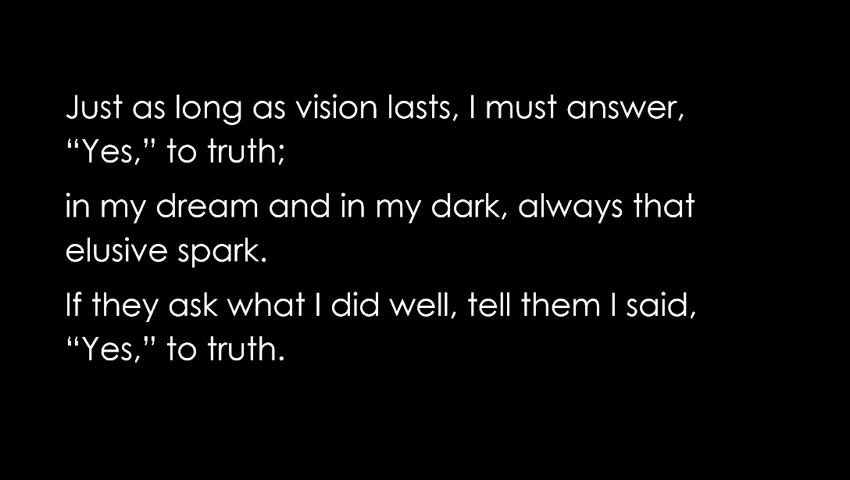 Just as long as vision lasts, I must answer,
“Yes,” to truth;
in my dream and in my dark, always that
elusive spark.
If they ask what I did well, tell them I said,
“Yes,” to truth.